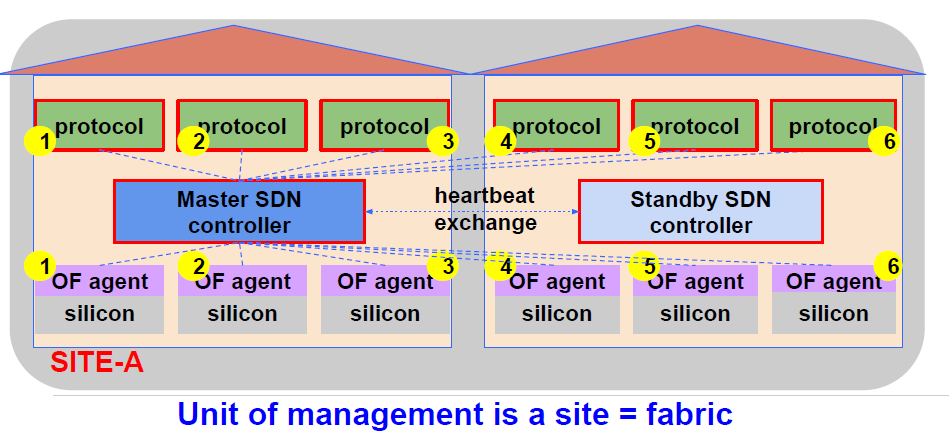 protocol protocol protocol protocol protocol protocol
1 2 3 4 5 6
Master SDN
controller
heartbeat
exchange
Standby SDN
controller
1 2 3 4 5 6
OF agent OF agent OF agent OF agent OF agent OF agent
silicon silicon silicon silicon silicon silicon
SITE-A
Unit of management is a site = fabric